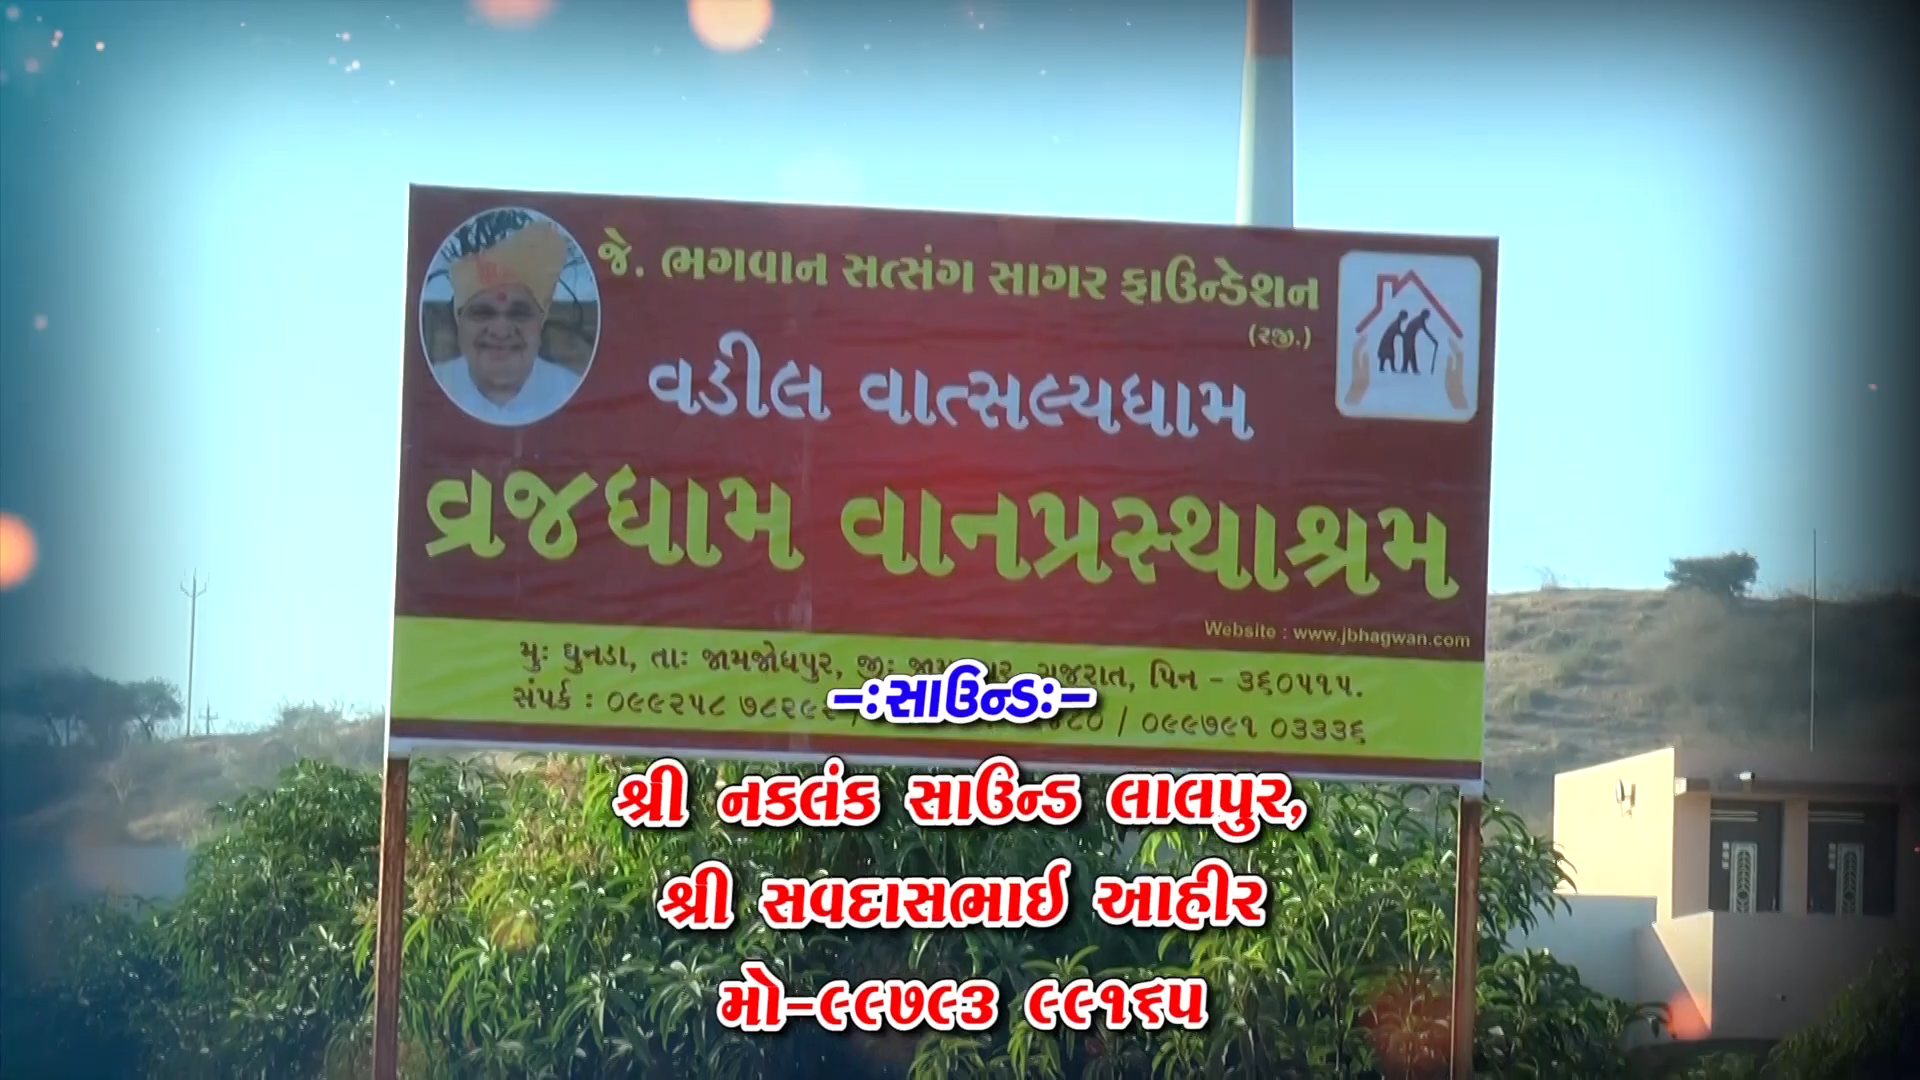 જે. ભગવાન સત્સંગ સાગર ફાઉન્ડેશન
(રજી.)
વડીલ વાત્સલ્યધામ
વ્રજધામ વાનપ્રસ્થાશ્રમ
Website : www.jbhagwan.com
મુઃ ઘુનડા, તાઃ જામજોધપુર, જીઃ ગુજરાત, પિન - ૩૬૦૫૧૫.
સંપર્ક : ૦૯૯૨૫૮ / ૦૯૯૭૯૧ ૦૩૩૩૬
-ઃસાઉન્ડઃ-
શ્રી નકલંક સાઉન્ડ લાલપુર,
શ્રી સવદાસભાઈ આહીર
મો-૯૯૭૯૩ ૯૯૧૬૫